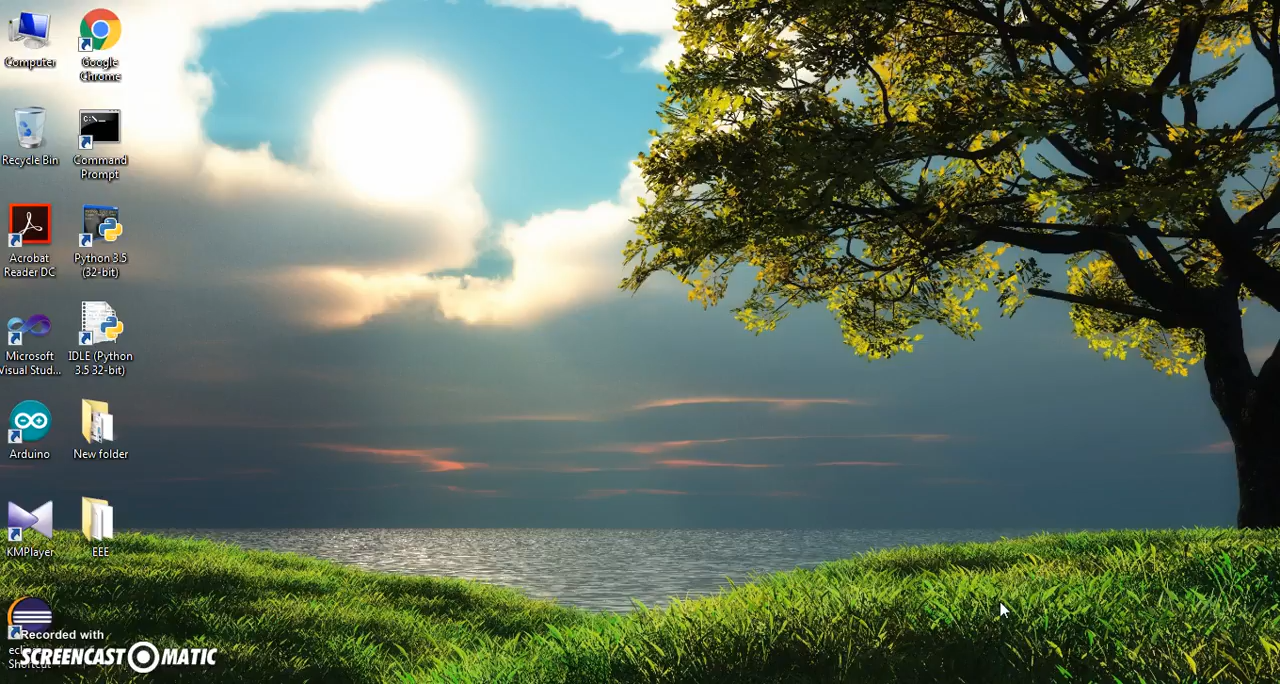 Computer
Google
Chrome
Recycle Bin
C:\_
Command
Prompt
Acrobat
Reader DC
Python 3.5
(32-bit)
Microsoft
Visual Stud...
IDLE (Python
3.5 32-bit)
Arduino
New folder
KMPlayer
EEE
Recorded with
SCREENCAST-O-MATIC